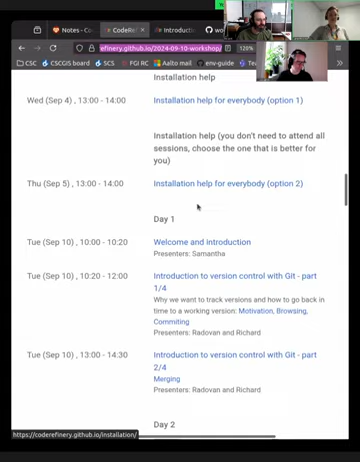 Notes - Co
CodeRef
Introductio
wo
efinery.github.io/2024-09-10-workshop/
120%
CSC
CSCGIS board
SCS
FGI RC
Aalto mail
env-guide
workshop
Installation help
Wed (Sep 4) , 13:00 - 14:00
Installation help for everybody (option 1)
Installation help (you don't need to attend all
sessions, choose the one that is better for
you)
Thu (Sep 5) , 13:00 - 14:00
Installation help for everybody (option 2)
Day 1
Tue (Sep 10) , 10:00 - 10:20
Welcome and introduction
Presenters: Samantha
Tue (Sep 10) , 10:20 - 12:00
Introduction to version control with Git - part
1/4
Why we want to track versions and how to go back in
time to a working version: Motivation, Browsing,
Commiting
Presenters: Radovan and Richard
Tue (Sep 10) , 13:00 - 14:30
Introduction to version control with Git - part
2/4
Merging
Presenters: Radovan and Richard
Day 2
https://coderefinery.github.io/installation/